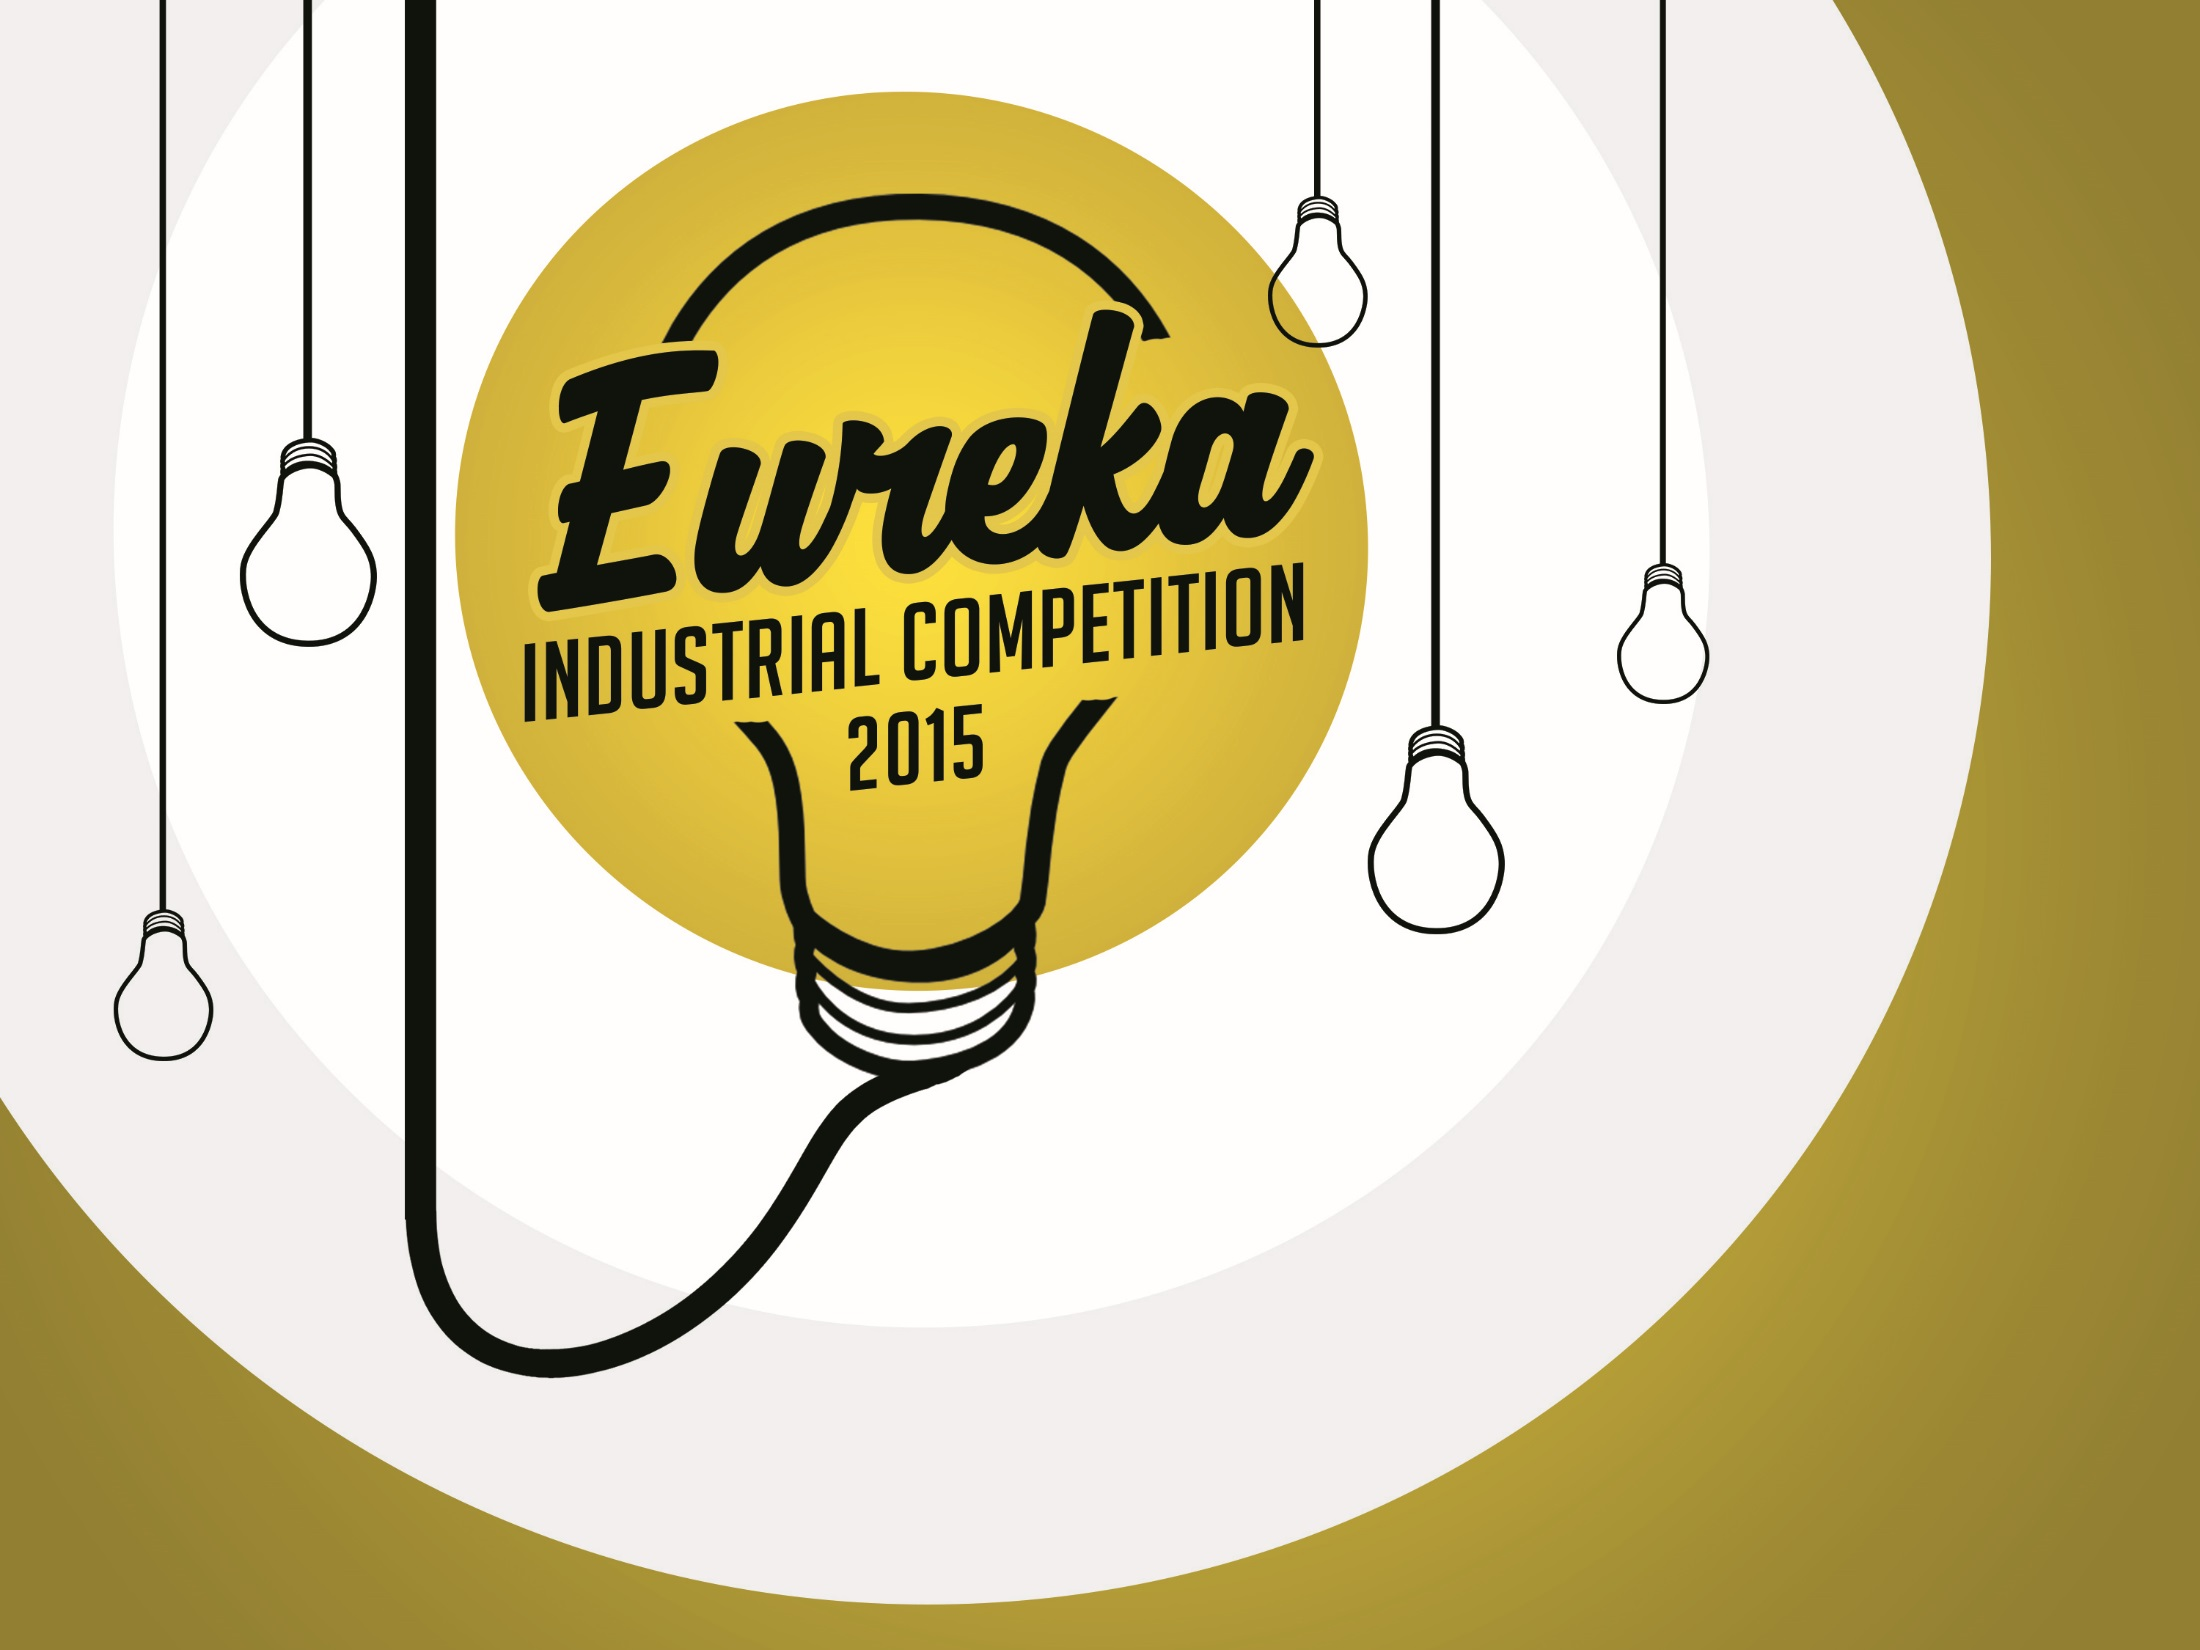 Eureka
INDUSTRIAL COMPETITION
2015